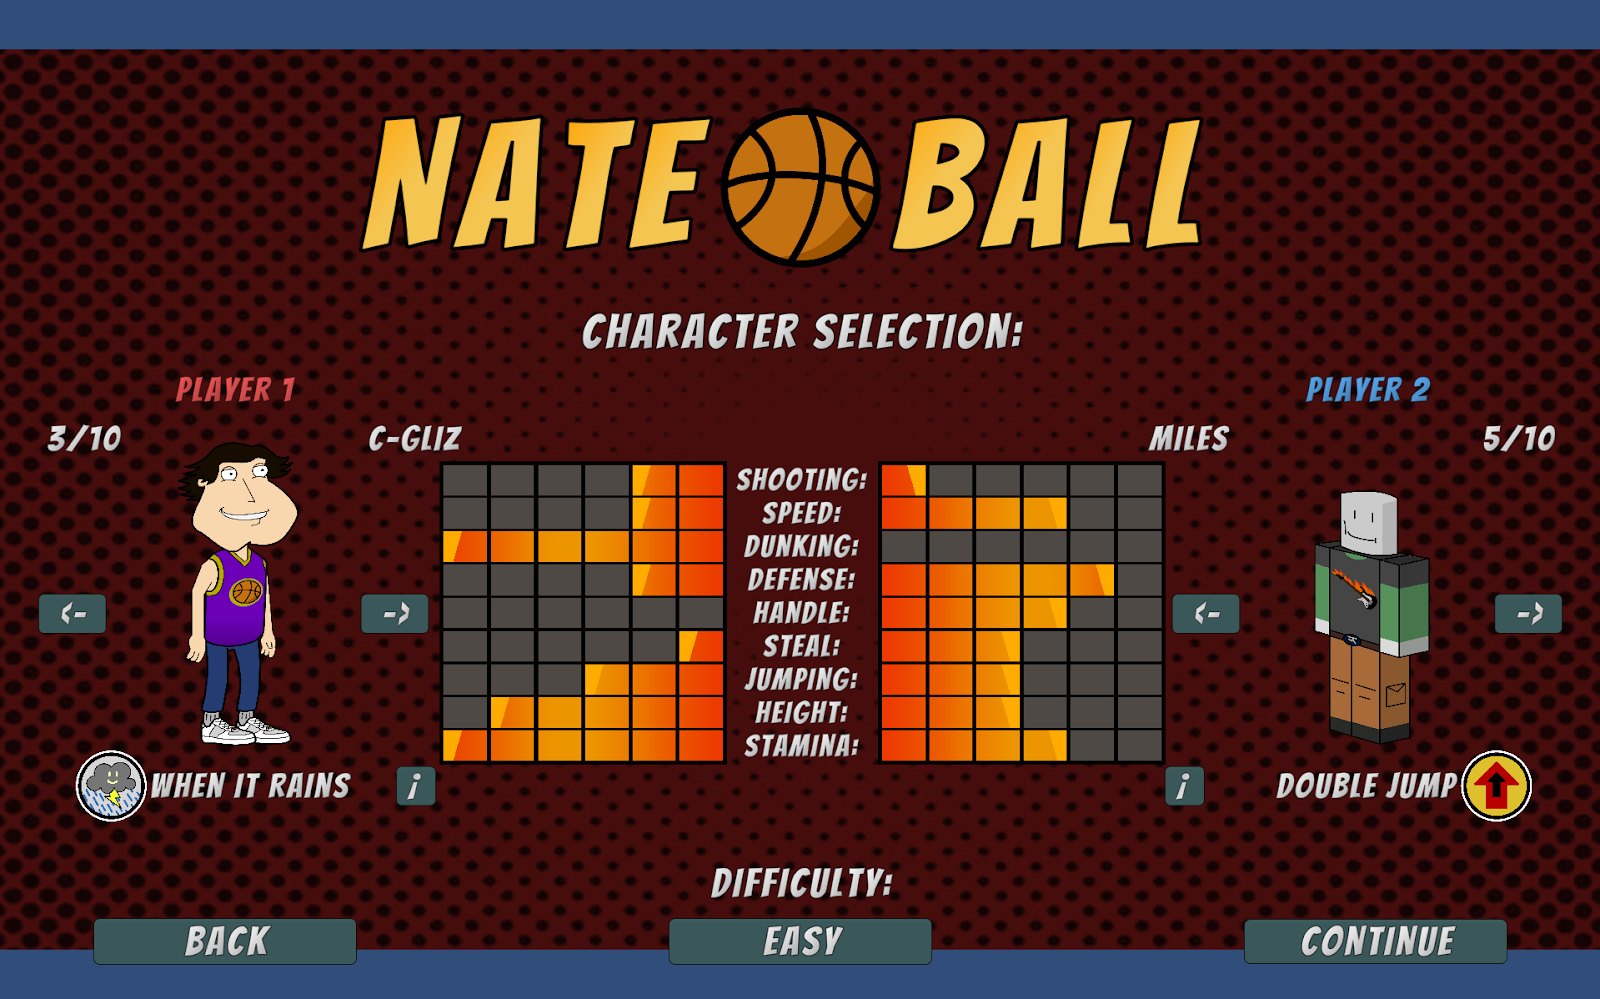 NATE BALL
CHARACTER SELECTION:
PLAYER 1
PLAYER 2
3/10
C-GLIZ
MILES
5/10
SHOOTING:
SPEED:
DUNKING:
DEFENSE:
HANDLE:
STEAL:
JUMPING:
HEIGHT:
STAMINA:
<-
->
<-
->
WHEN IT RAINS
i
i
DOUBLE JUMP
DIFFICULTY:
BACK
EASY
CONTINUE